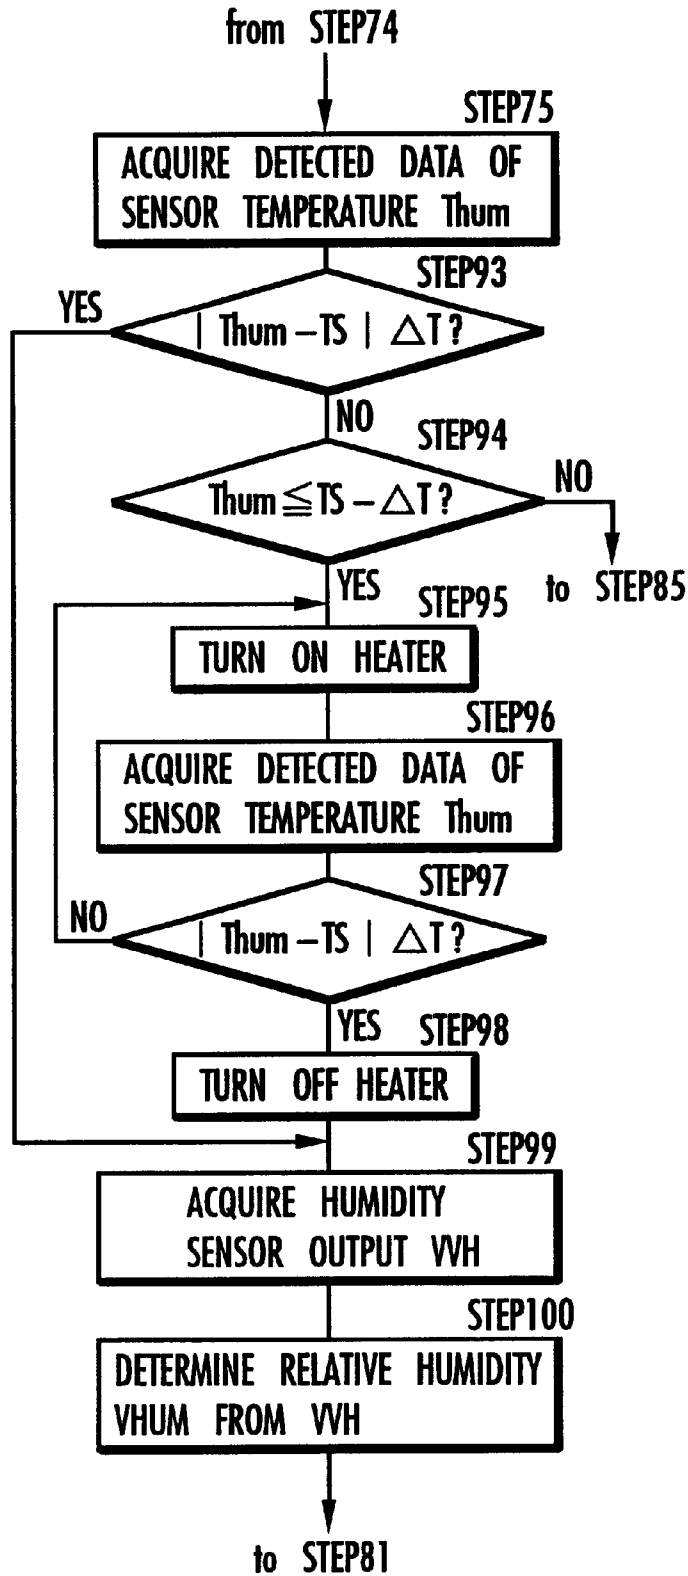 from STEP74
STEP75
ACQUIRE DETECTED DATA OF
SENSOR TEMPERATURE Thum
STEP93
YES
| Thum – TS | △T ?
NO
STEP94
Thum ≦ TS – △T ?
NO
YES
to STEP85
STEP95
TURN ON HEATER
STEP96
ACQUIRE DETECTED DATA OF
SENSOR TEMPERATURE Thum
STEP97
NO
| Thum – TS | △T ?
YES
STEP98
TURN OFF HEATER
STEP99
ACQUIRE HUMIDITY
SENSOR OUTPUT VVH
STEP100
DETERMINE RELATIVE HUMIDITY
VHUM FROM VVH
to STEP81